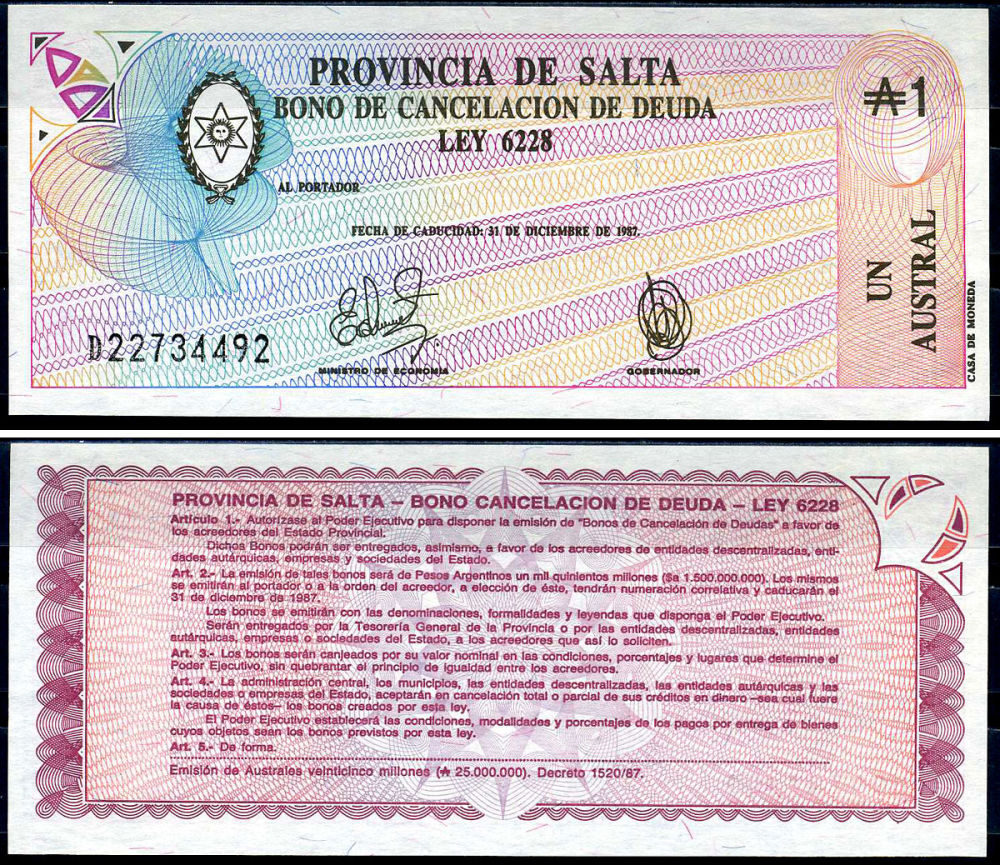 PROVINCIA DE SALTA
BONO DE CANCELACION DE DEUDA
LEY 6228
₳1
AL PORTADOR
FECHA DE CADUCIDAD: 31 DE DICIEMBRE DE 1987.
UN
AUSTRAL
CASA DE MONEDA
D22734492
MINISTRO DE ECONOMIA
GOBERNADOR
PROVINCIA DE SALTA – BONO CANCELACION DE DEUDA – LEY 6228
Artículo 1.- Autorízase al Poder Ejecutivo para disponer la emisión de "Bonos de Cancelación de Deudas" a favor de
los acreedores del Estado Provincial.
Dichos Bonos podrán ser entregados, asimismo, a favor de los acreedores de entidades descentralizadas, enti-
dades autárquicas, empresas y sociedades del Estado.
Art. 2.- La emisión de tales bonos será de Pesos Argentinos un mil quinientos millones ($a 1.500.000.000). Los mismos
se emitirán al portador o a la orden del acreedor, a elección de éste, tendrán numeración correlativa y caducarán el
31 de diciembre de 1987.
Los bonos se emitirán con las denominaciones, formalidades y leyendas que disponga el Poder Ejecutivo.
Serán entregados por la Tesorería General de la Provincia o por las entidades descentralizadas, entidades
autárquicas, empresas o sociedades del Estado, a los acreedores que así lo soliciten.
Art. 3.- Los bonos serán canjeados por su valor nominal en las condiciones, porcentajes y lugares que determine el
Poder Ejecutivo, sin quebrantar el principio de igualdad entre los acreedores.
Art. 4.- La administración central, los municipios, las entidades descentralizadas, las entidades autárquicas y las
sociedades o empresas del Estado, aceptarán en cancelación total o parcial de sus créditos en dinero –sea cual fuere
la causa de éstos– los bonos creados por esta ley.
El Poder Ejecutivo establecerá las condiciones, modalidades y porcentajes de los pagos por entrega de bienes
cuyos objetos sean los bonos previstos por esta ley.
Art. 5.- De forma.
Emisión de Australes veinticinco millones (₳ 25.000.000). Decreto 1520/87.